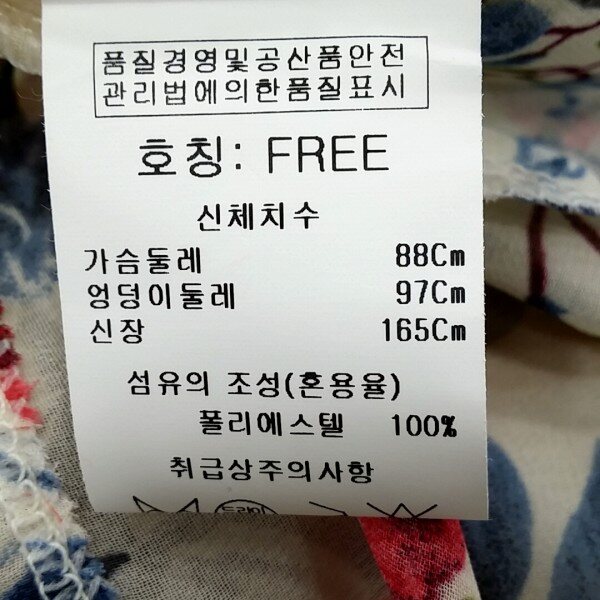 품질경영및공산품안전
관리법에의한품질표시
호칭: FREE
신체치수
가슴둘레 88Cm
엉덩이둘레 97Cm
신장 165Cm
섬유의 조성(혼용율)
폴리에스텔 100%
취급상주의사항
드라이